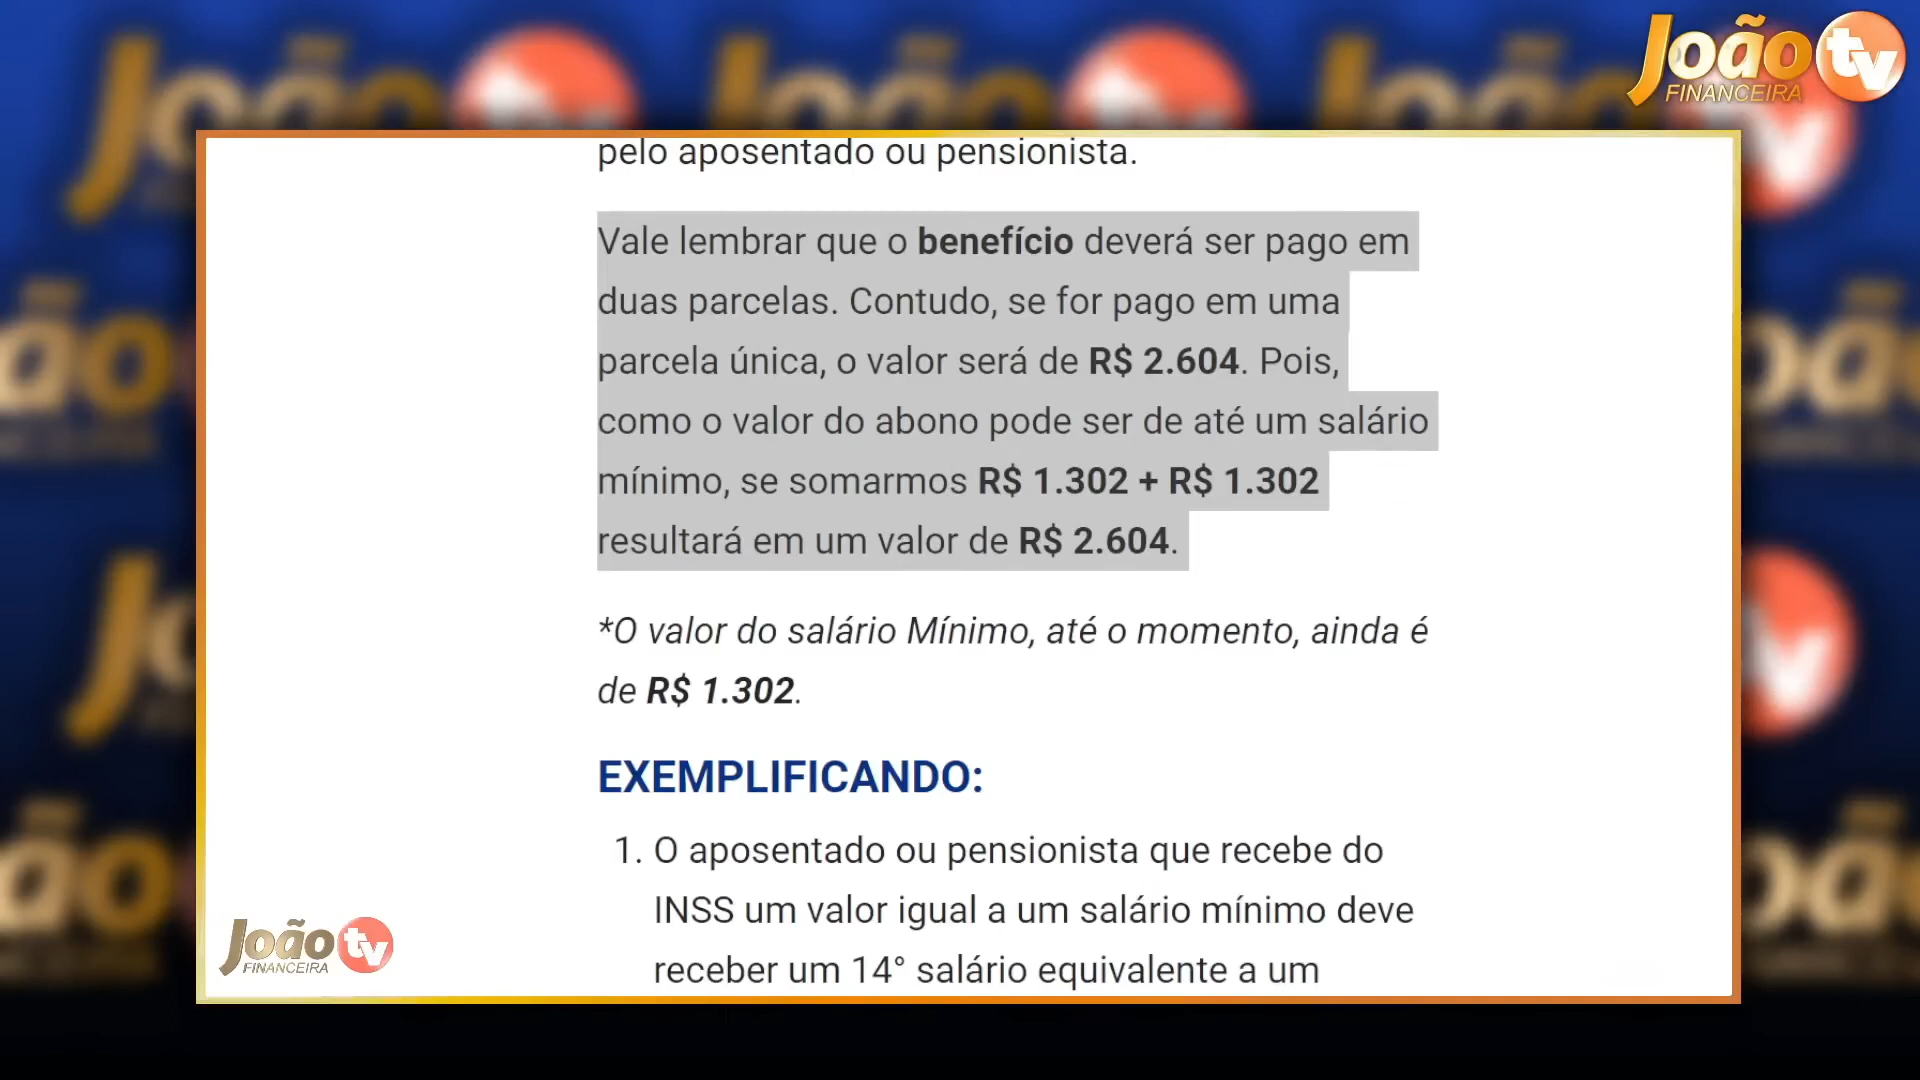 João tv
FINANCEIRA
pelo aposentado ou pensionista.
Vale lembrar que o benefício deverá ser pago em
duas parcelas. Contudo, se for pago em uma
parcela única, o valor será de R$ 2.604. Pois,
como o valor do abono pode ser de até um salário
mínimo, se somarmos R$ 1.302 + R$ 1.302
resultará em um valor de R$ 2.604.
*O valor do salário Mínimo, até o momento, ainda é
de R$ 1.302.
EXEMPLIFICANDO:
1. O aposentado ou pensionista que recebe do
INSS um valor igual a um salário mínimo deve
receber um 14° salário equivalente a um
João tv
FINANCEIRA